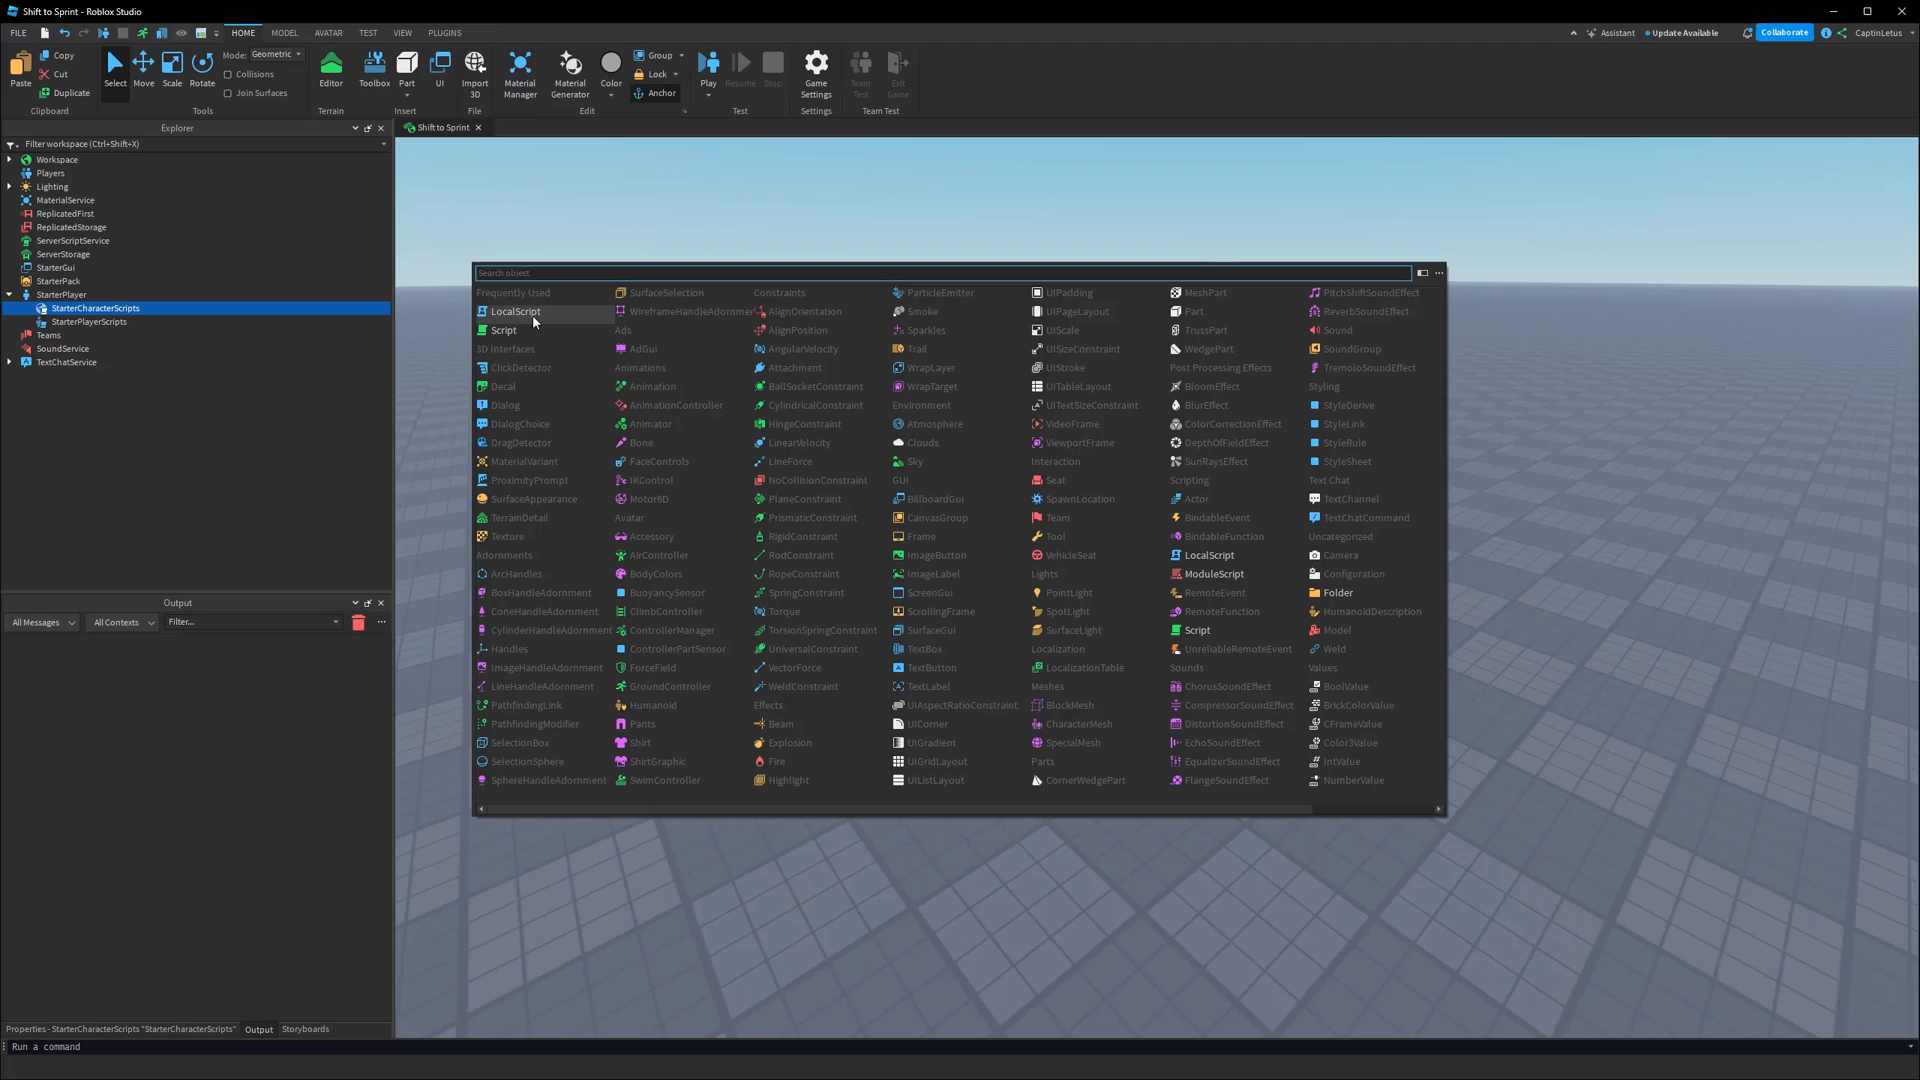 Shift to Sprint - Roblox Studio
FILE HOME MODEL AVATAR TEST VIEW PLUGINS Assistant Update Available Collaborate CaptinLetus
Paste Copy Cut Duplicate
Select Move Scale Rotate
Mode: Geometric
Collisions
Join Surfaces
Editor Toolbox Part UI Import 3D
Material Manager Material Generator Color
Group
Lock
Anchor
Play Resume Stop
Game Settings
Team Test Exit Game
Clipboard Tools Terrain Insert File Edit Test Settings Team Test
Explorer
Shift to Sprint
Filter workspace (Ctrl+Shift+X)
Workspace
Players
Lighting
MaterialService
ReplicatedFirst
ReplicatedStorage
ServerScriptService
ServerStorage
StarterGui
StarterPack
StarterPlayer
StarterCharacterScripts
StarterPlayerScripts
Teams
SoundService
TextChatService
Search object
Frequently Used
LocalScript
Script
3D Interfaces
ClickDetector
Decal
Dialog
DialogChoice
DragDetector
MaterialVariant
ProximityPrompt
SurfaceAppearance
TerrainDetail
Texture
Adornments
ArcHandles
BoxHandleAdornment
ConeHandleAdornment
CylinderHandleAdornment
Handles
ImageHandleAdornment
LineHandleAdornment
PathfindingLink
PathfindingModifier
SelectionBox
SelectionSphere
SphereHandleAdornment
SurfaceSelection
WireframeHandleAdornmer
Ads
AdGui
Animations
Animation
AnimationController
Animator
Bone
FaceControls
IKControl
Motor6D
Avatar
Accessory
AirController
BodyColors
BuoyancySensor
ClimbController
ControllerManager
ControllerPartSensor
ForceField
GroundController
Humanoid
Pants
Shirt
ShirtGraphic
SwimController
Constraints
AlignOrientation
AlignPosition
AngularVelocity
Attachment
BallSocketConstraint
CylindricalConstraint
HingeConstraint
LinearVelocity
LineForce
NoCollisionConstraint
PlaneConstraint
PrismaticConstraint
RigidConstraint
RodConstraint
RopeConstraint
SpringConstraint
Torque
TorsionSpringConstraint
UniversalConstraint
VectorForce
WeldConstraint
Effects
Beam
Explosion
Fire
Highlight
ParticleEmitter
Smoke
Sparkles
Trail
WrapLayer
WrapTarget
Environment
Atmosphere
Clouds
Sky
GUI
BillboardGui
CanvasGroup
Frame
ImageButton
ImageLabel
ScreenGui
ScrollingFrame
SurfaceGui
TextBox
TextButton
TextLabel
UIAspectRatioConstraint
UICorner
UIGradient
UIGridLayout
UIListLayout
UIPadding
UIPageLayout
UIScale
UISizeConstraint
UIStroke
UITableLayout
UITextSizeConstraint
VideoFrame
ViewportFrame
Interaction
Seat
SpawnLocation
Team
Tool
VehicleSeat
Lights
PointLight
SpotLight
SurfaceLight
Localization
LocalizationTable
Meshes
BlockMesh
CharacterMesh
SpecialMesh
Parts
CornerWedgePart
MeshPart
Part
TrussPart
WedgePart
Post Processing Effects
BloomEffect
BlurEffect
ColorCorrectionEffect
DepthOfFieldEffect
SunRaysEffect
Scripting
Actor
BindableEvent
BindableFunction
LocalScript
ModuleScript
RemoteEvent
RemoteFunction
Script
UnreliableRemoteEvent
Sounds
ChorusSoundEffect
CompressorSoundEffect
DistortionSoundEffect
EchoSoundEffect
EqualizerSoundEffect
FlangeSoundEffect
PitchShiftSoundEffect
ReverbSoundEffect
Sound
SoundGroup
TremoloSoundEffect
Styling
StyleDerive
StyleLink
StyleRule
StyleSheet
Text Chat
TextChannel
TextChatCommand
Uncategorized
Camera
Configuration
Folder
HumanoidDescription
Model
Weld
Values
BoolValue
BrickColorValue
CFrameValue
Color3Value
IntValue
NumberValue
Output
All Messages All Contexts Filter...
Properties - StarterCharacterScripts "StarterCharacterScripts" Output Storyboards
Run a command